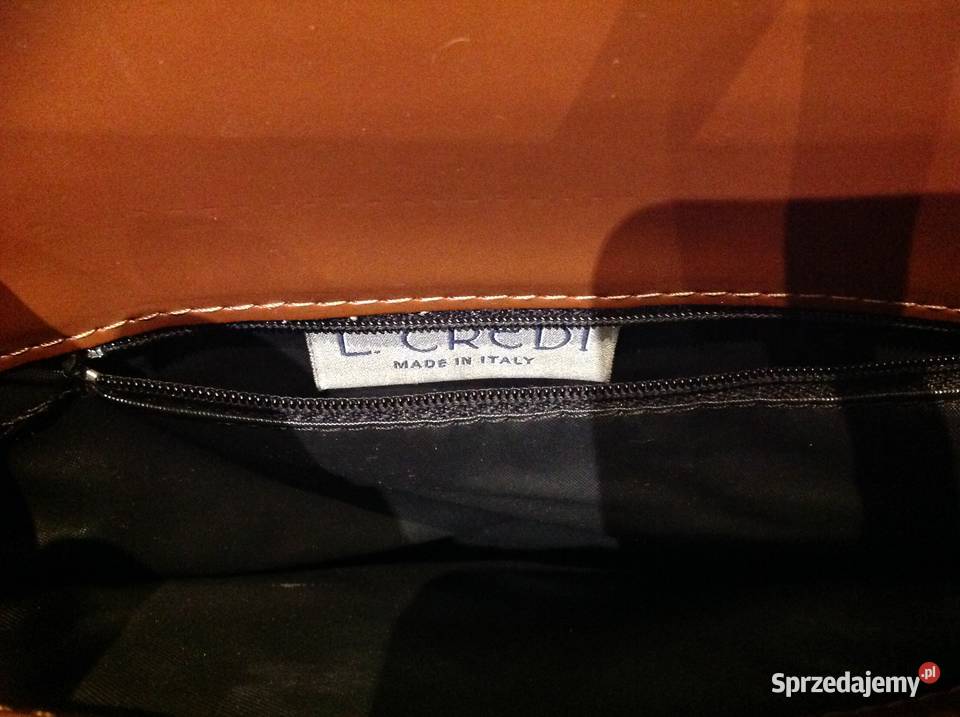 L. CREDI
MADE IN ITALY
Sprzedajemy.pl